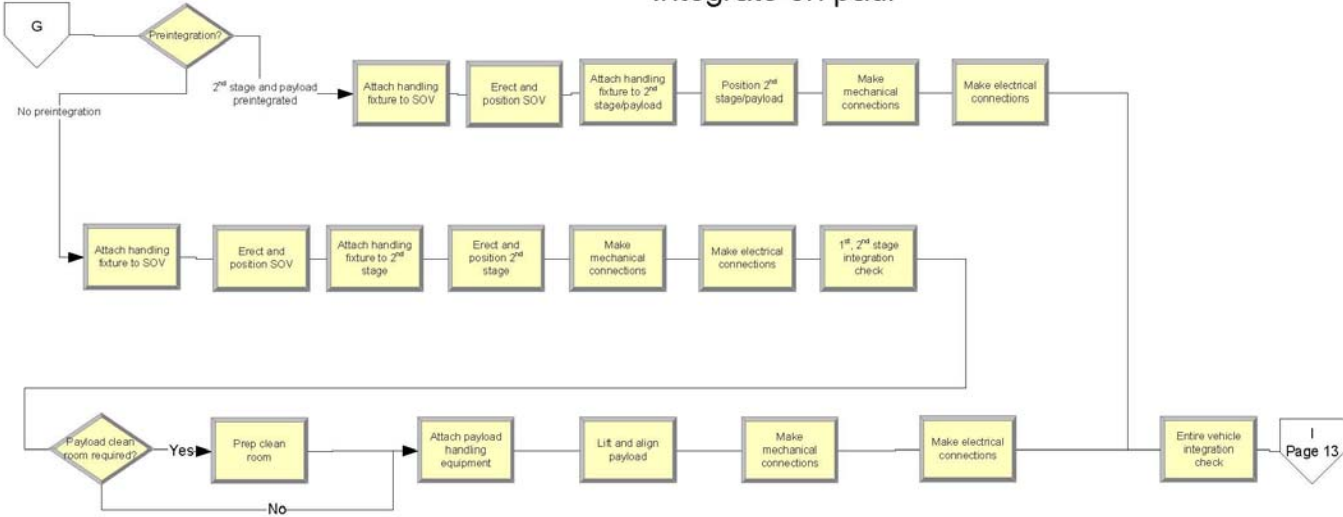 Integrate on pad.
G
Preintegration?
2nd stage and payload
preintegrated
No preintegration
Attach handling
fixture to SOV
Erect and
position SOV
Attach handling
fixture to 2nd
stage/payload
Position 2nd
stage/payload
Make
mechanical
connections
Make electrical
connections
Attach handling
fixture to SOV
Erect and
position SOV
Attach handling
fixture to 2nd
stage
Erect and
position 2nd
stage
Make
mechanical
connections
Make electrical
connections
1st, 2nd stage
integration
check
Payload clean
room required?
Yes
No
Prep clean
room
Attach payload
handling
equipment
Lift and align
payload
Make
mechanical
connections
Make electrical
connections
Entire vehicle
integration
check
I
Page 13